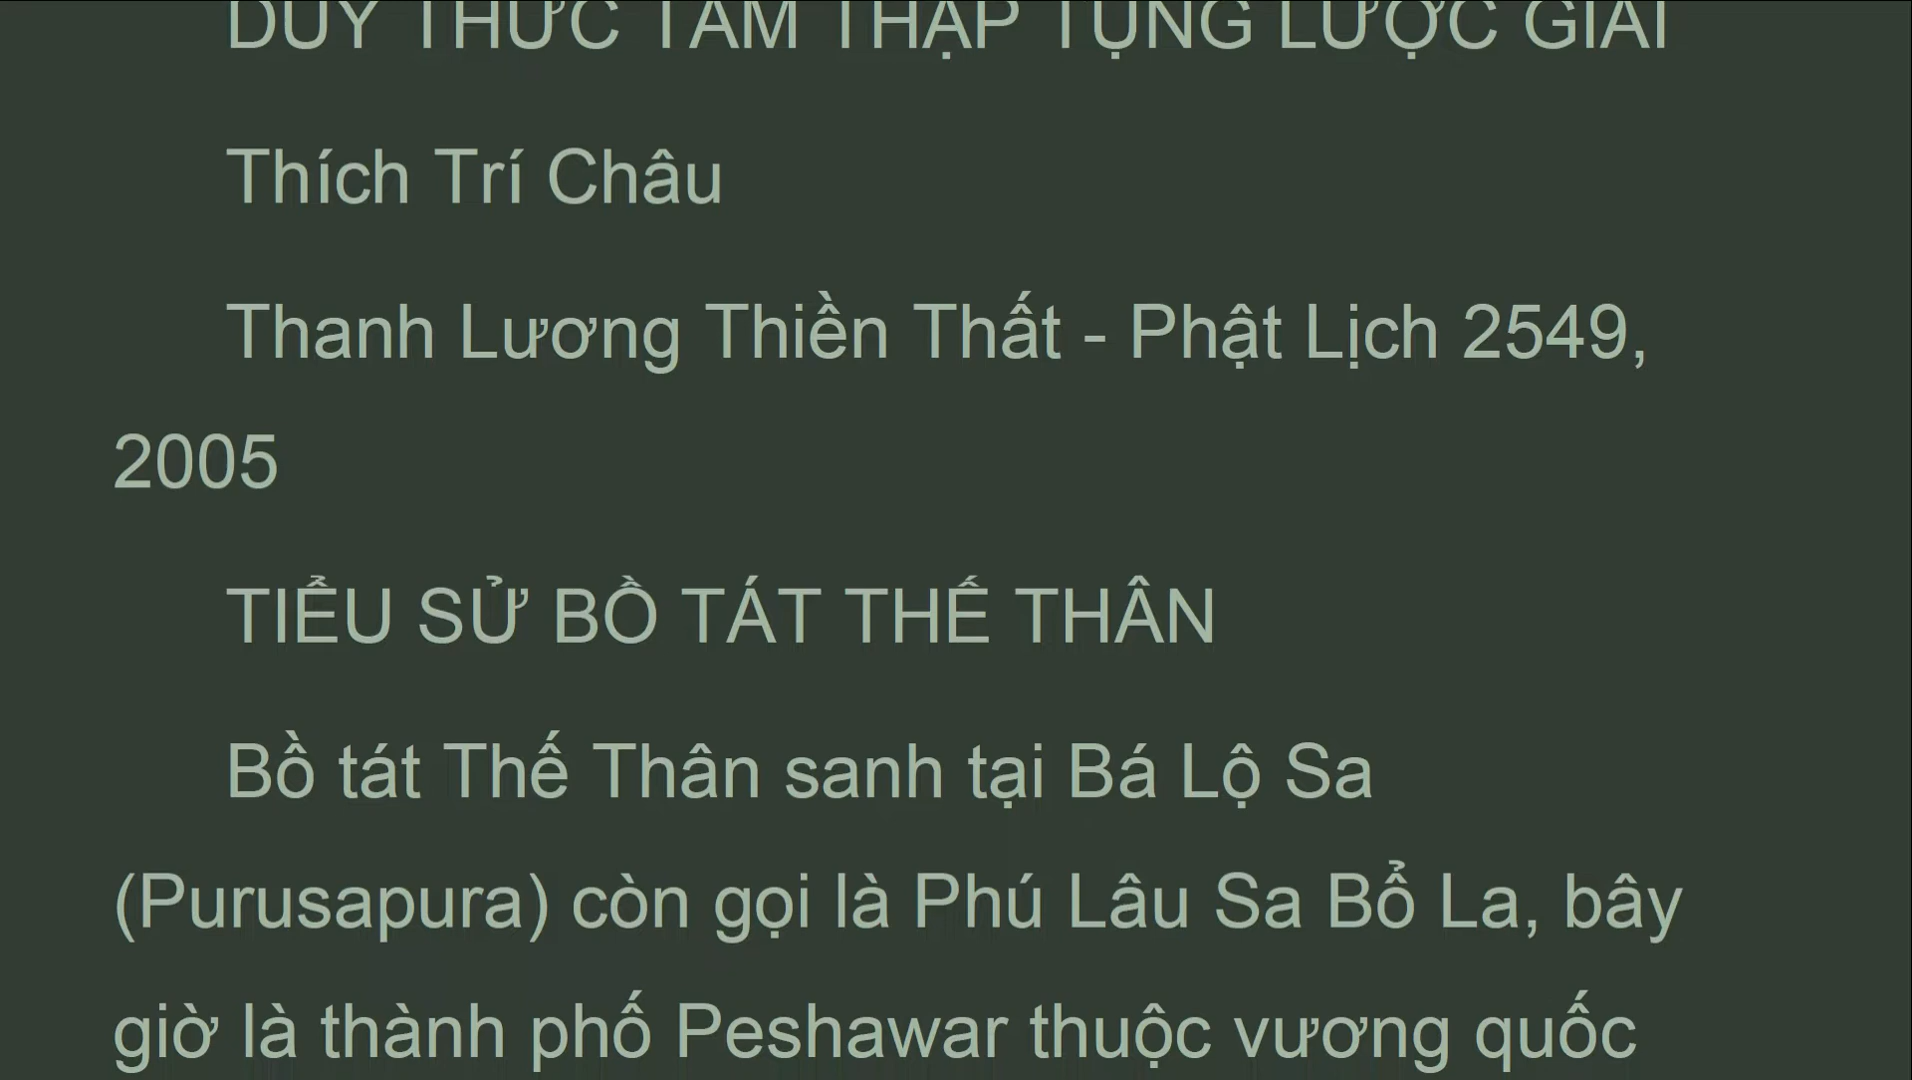 DUY THỨC TAM THẬP TỤNG LƯỢC GIẢI
Thích Trí Châu
Thanh Lương Thiền Thất - Phật Lịch 2549,
2005
TIỂU SỬ BỒ TÁT THẾ THÂN
Bồ tát Thế Thân sanh tại Bá Lộ Sa
(Purusapura) còn gọi là Phú Lâu Sa Bổ La, bây
giờ là thành phố Peshawar thuộc vương quốc